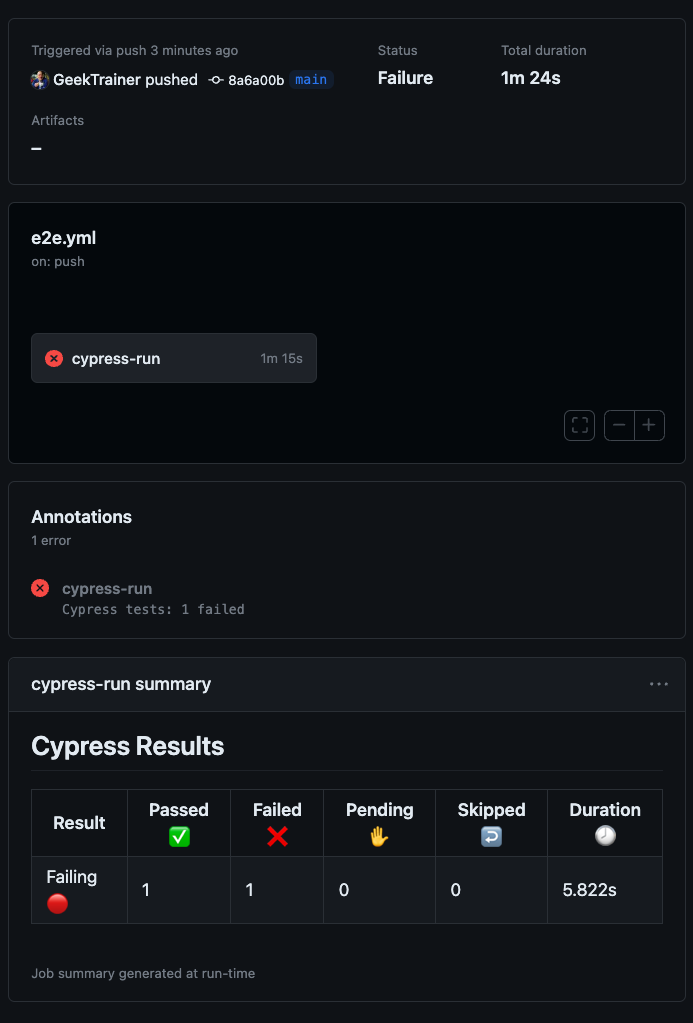 Triggered via push 3 minutes ago
Status
Total duration
GeekTrainer pushed 8a6a00b main
Failure
1m 24s
Artifacts
–
e2e.yml
on: push
cypress-run 1m 15s
Annotations
1 error
cypress-run
Cypress tests: 1 failed
cypress-run summary
Cypress Results
Result Passed ✅ Failed ❌ Pending ✋ Skipped ↩️ Duration 🕗
Failing 🔴 1 1 0 0 5.822s
Job summary generated at run-time